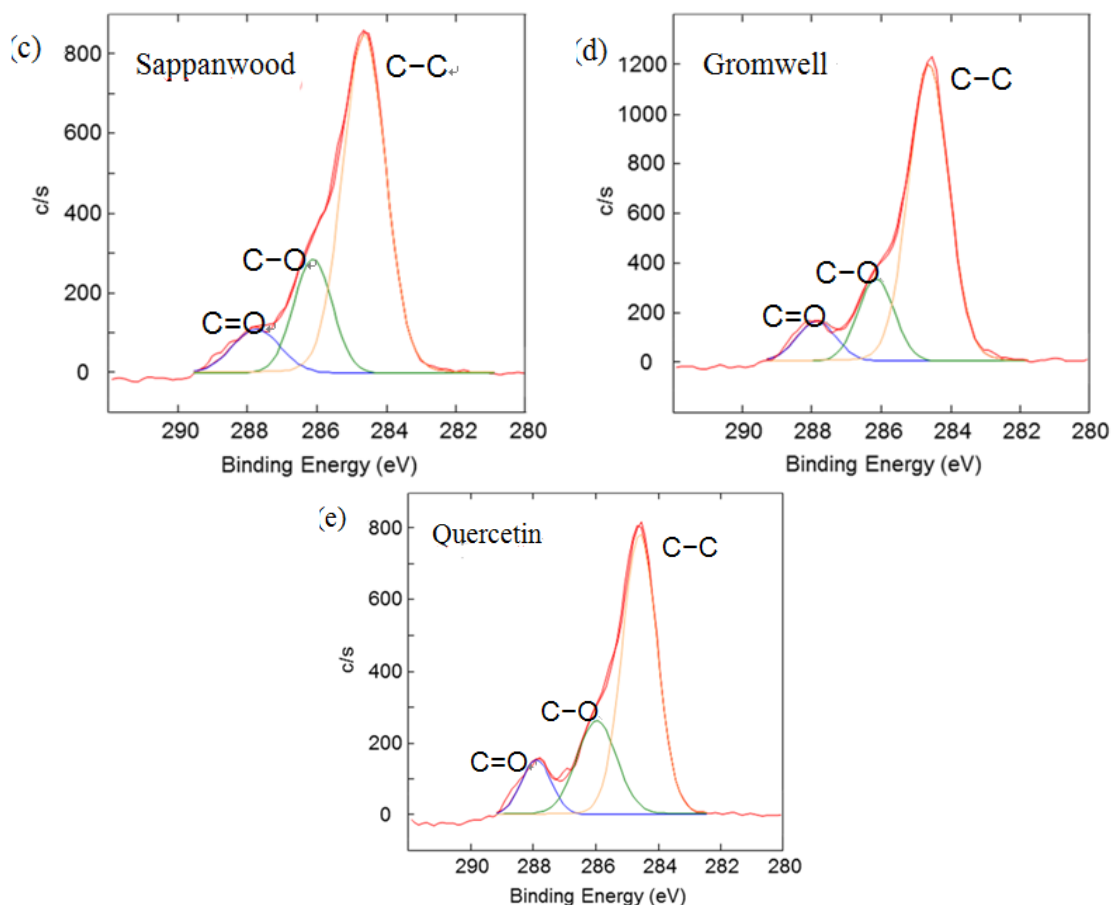 (c)
Sappanwood
C−C
C−O
C=O
800
600
400
200
0
c/s
290 288 286 284 282 280
Binding Energy (eV)
(d)
Gromwell
C−C
C−O
C=O
1200
1000
800
600
400
200
0
c/s
290 288 286 284 282 280
Binding Energy (eV)
(e)
Quercetin
C−C
C−O
C=O
800
600
400
200
0
c/s
290 288 286 284 282 280
Binding Energy (eV)